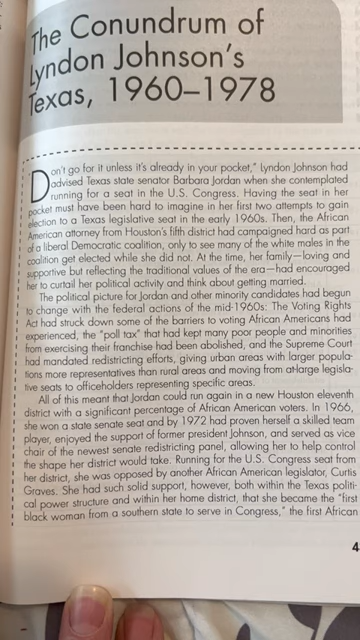 The Conundrum of
Lyndon Johnson's
Texas, 1960–1978
Don't go for it unless it's already in your pocket," Lyndon Johnson had
advised Texas state senator Barbara Jordan when she contemplated
running for a seat in the U.S. Congress. Having the seat in her
pocket must have been hard to imagine in her first two attempts to gain
election to a Texas legislative seat in the early 1960s. Then, the African
American attorney from Houston's fifth district had campaigned hard as part
of a liberal Democratic coalition, only to see many of the white males in the
coalition get elected while she did not. At the time, her family—loving and
supportive but reflecting the traditional values of the era—had encouraged
her to curtail her political activity and think about getting married.
The political picture for Jordan and other minority candidates had begun
to change with the federal actions of the mid-1960s: The Voting Rights
Act had struck down some of the barriers to voting African Americans had
experienced, the "poll tax" that had kept many poor people and minorities
from exercising their franchise had been abolished, and the Supreme Court
had mandated redistricting efforts, giving urban areas with larger popula-
tions more representatives than rural areas and moving from at-large legisla-
tive seats to officeholders representing specific areas.
All of this meant that Jordan could run again in a new Houston eleventh
district with a significant percentage of African American voters. In 1966,
she won a state senate seat and by 1972 had proven herself a skilled team
player, enjoyed the support of former president Johnson, and served as vice
chair of the newest senate redistricting panel, allowing her to help control
the shape her district would take. Running for the U.S. Congress seat from
her district, she was opposed by another African American legislator, Curtis
Graves. She had such solid support, however, both within the Texas politi-
cal power structure and within her home district, that she became the "first
black woman from a southern state to serve in Congress," the first African
4